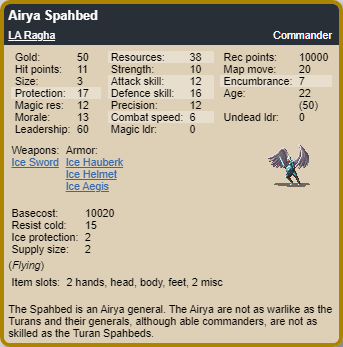 Airya Spahbed
LA Ragha Commander
Gold: 50 Resources: 38 Rec points: 10000
Hit points: 11 Strength: 10 Map move: 20
Size: 3 Attack skill: 12 Encumbrance: 7
Protection: 17 Defence skill: 16 Age: 22
Magic res: 12 Precision: 12 (50)
Morale: 13 Combat speed: 6 Undead ldr: 0
Leadership: 60 Magic ldr: 0
Weapons: Armor:
Ice Sword Ice Hauberk
Ice Helmet
Ice Aegis
Basecost: 10020
Resist cold: 15
Ice protection: 2
Supply size: 2
(Flying)
Item slots: 2 hands, head, body, feet, 2 misc
The Spahbed is an Airya general. The Airya are not as warlike as the
Turans and their generals, although able commanders, are not as
skilled as the Turan Spahbeds.